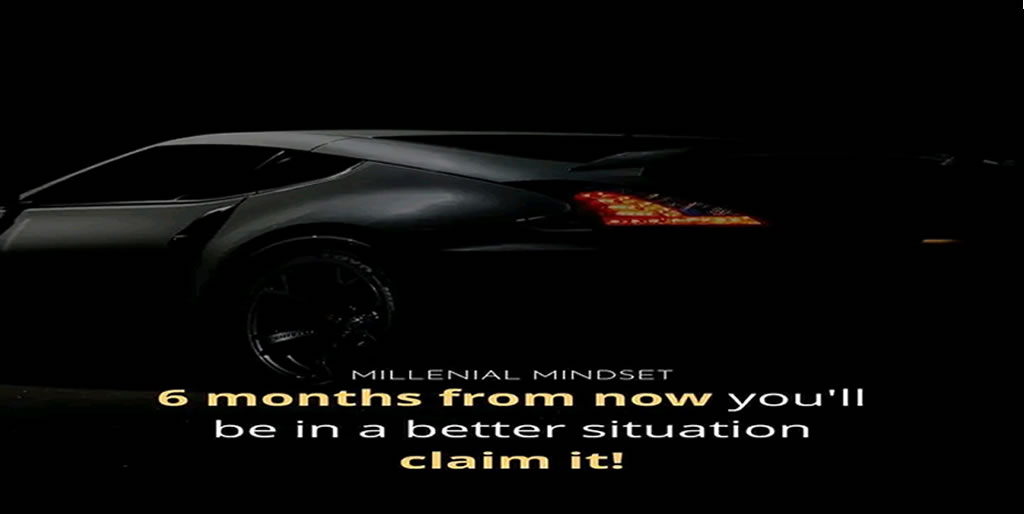 MILLENIAL MINDSET
6 months from now you'll
be in a better situation
claim it!